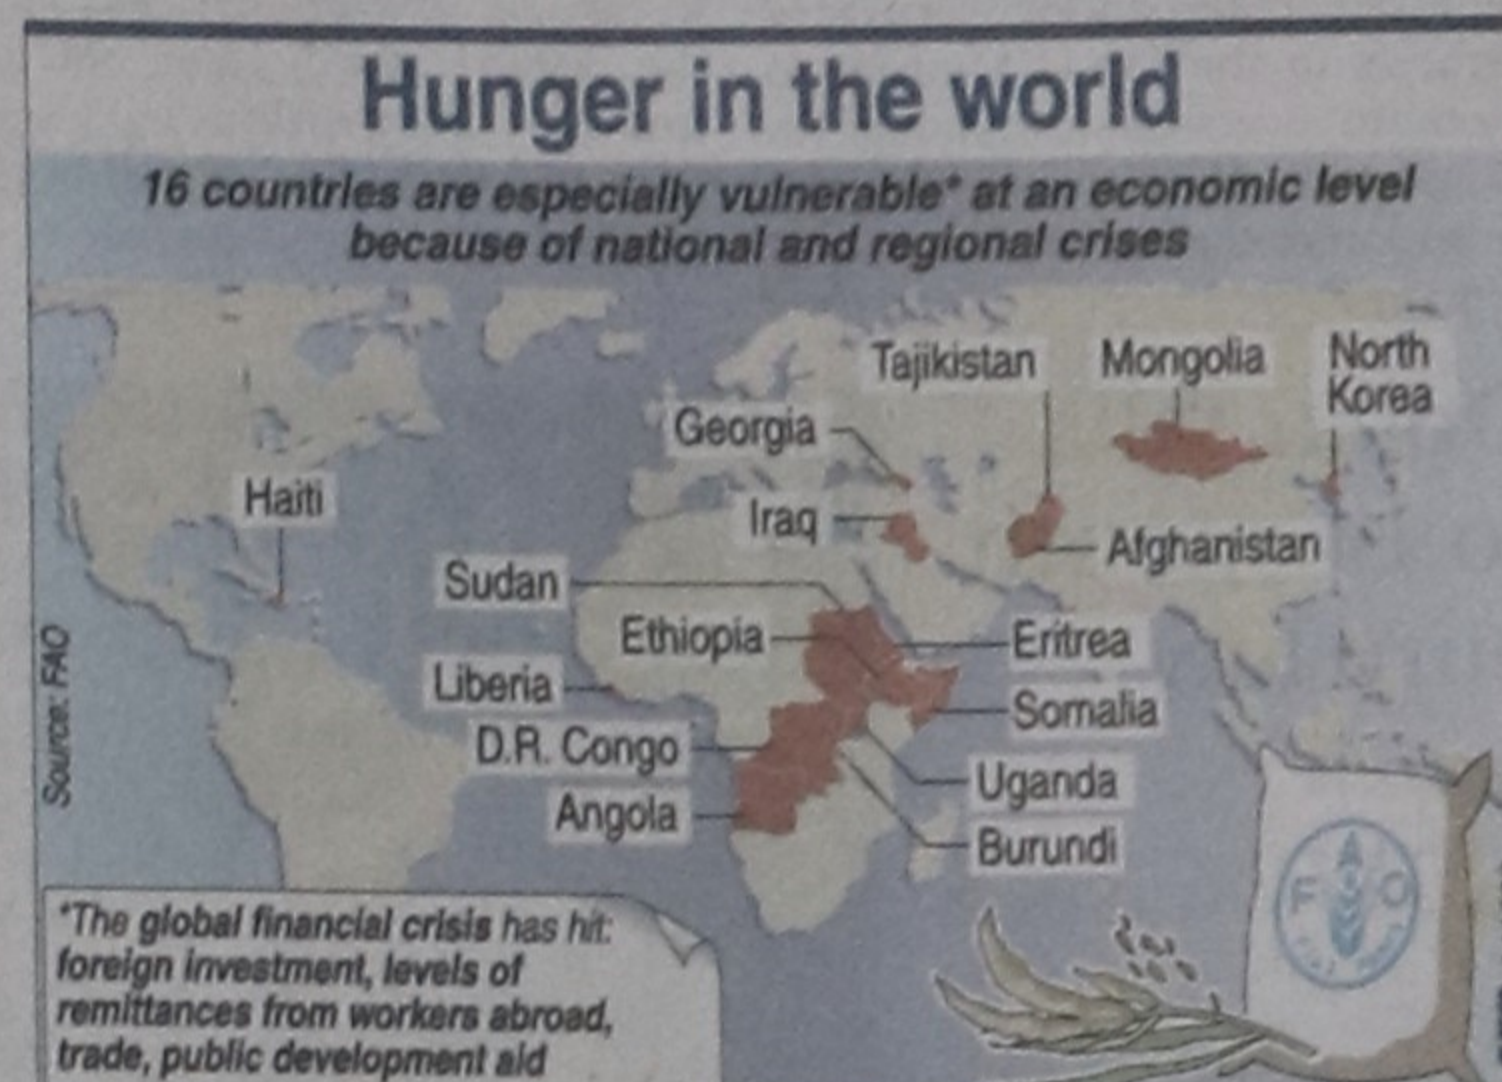 Hunger in the world
16 countries are especially vulnerable* at an economic level
because of national and regional crises
Tajikistan
Mongolia
North
Korea
Georgia
Haiti
Iraq
Afghanistan
Sudan
Ethiopia
Eritrea
Liberia
Somalia
D.R. Congo
Uganda
Angola
Burundi
Source: FAO
*The global financial crisis has hit:
foreign investment, levels of
remittances from workers abroad,
trade, public development aid
F A O